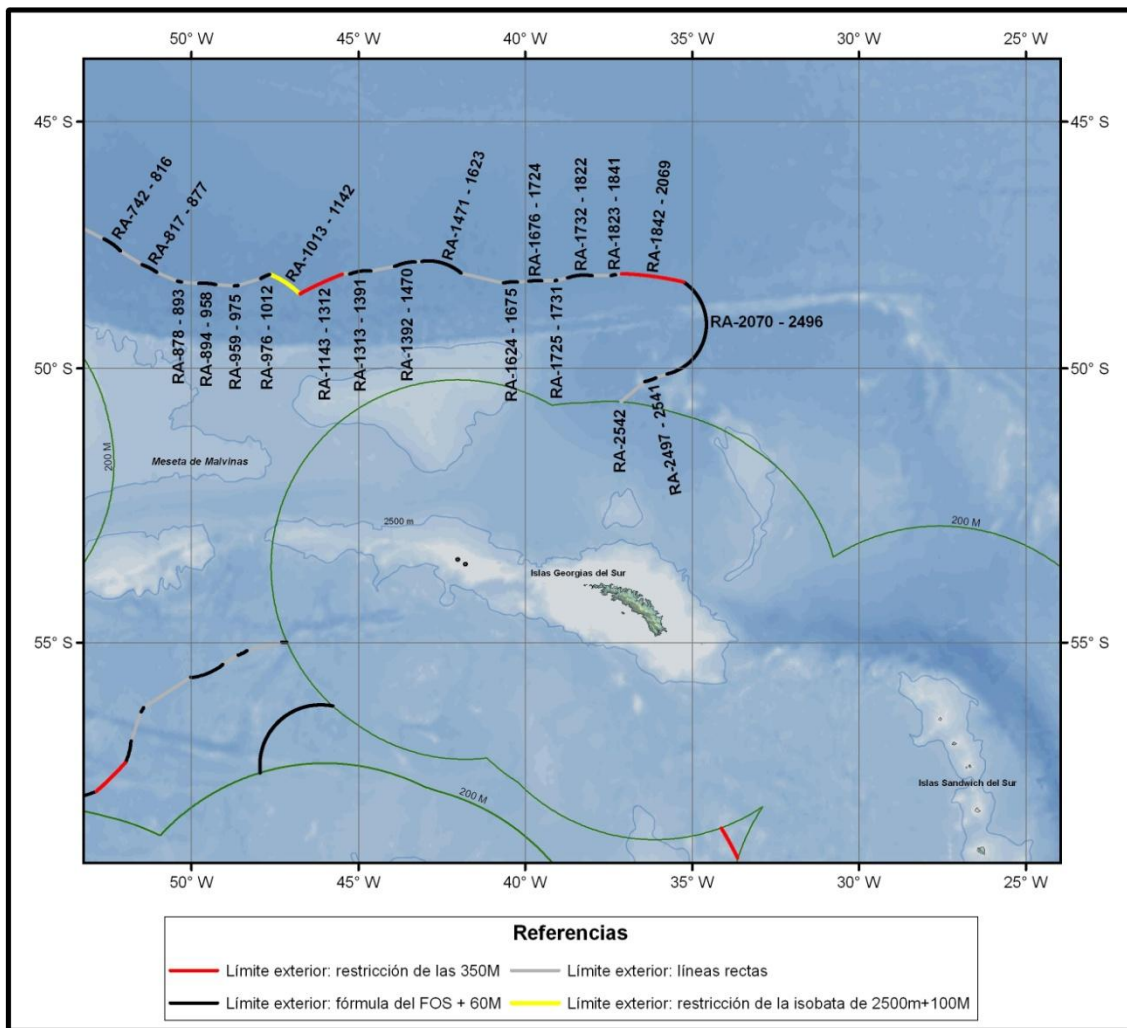 50° W 45° W 40° W 35° W 30° W 25° W
45° S 45° S
RA-742 - 816
RA-817 - 877
RA-1013 - 1142
RA-1471 - 1623
RA-1676 - 1724
RA-1732 - 1822
RA-1823 - 1841
RA-1842 - 2069
RA-878 - 893
RA-894 - 958
RA-959 - 975
RA-976 - 1012
RA-1143 - 1312
RA-1313 - 1391
RA-1392 - 1470
RA-1624 - 1675
RA-1725 - 1731
RA-2070 - 2496
50° S 50° S
RA-2542
RA-2497 - 2541
200 M
Meseta de Malvinas
2500 m
200 M
Islas Georgias del Sur
55° S 55° S
Islas Sandwich del Sur
200 M
50° W 45° W 40° W 35° W 30° W 25° W
Referencias
Límite exterior: restricción de las 350M
Límite exterior: líneas rectas
Límite exterior: fórmula del FOS + 60M
Límite exterior: restricción de la isobata de 2500m+100M